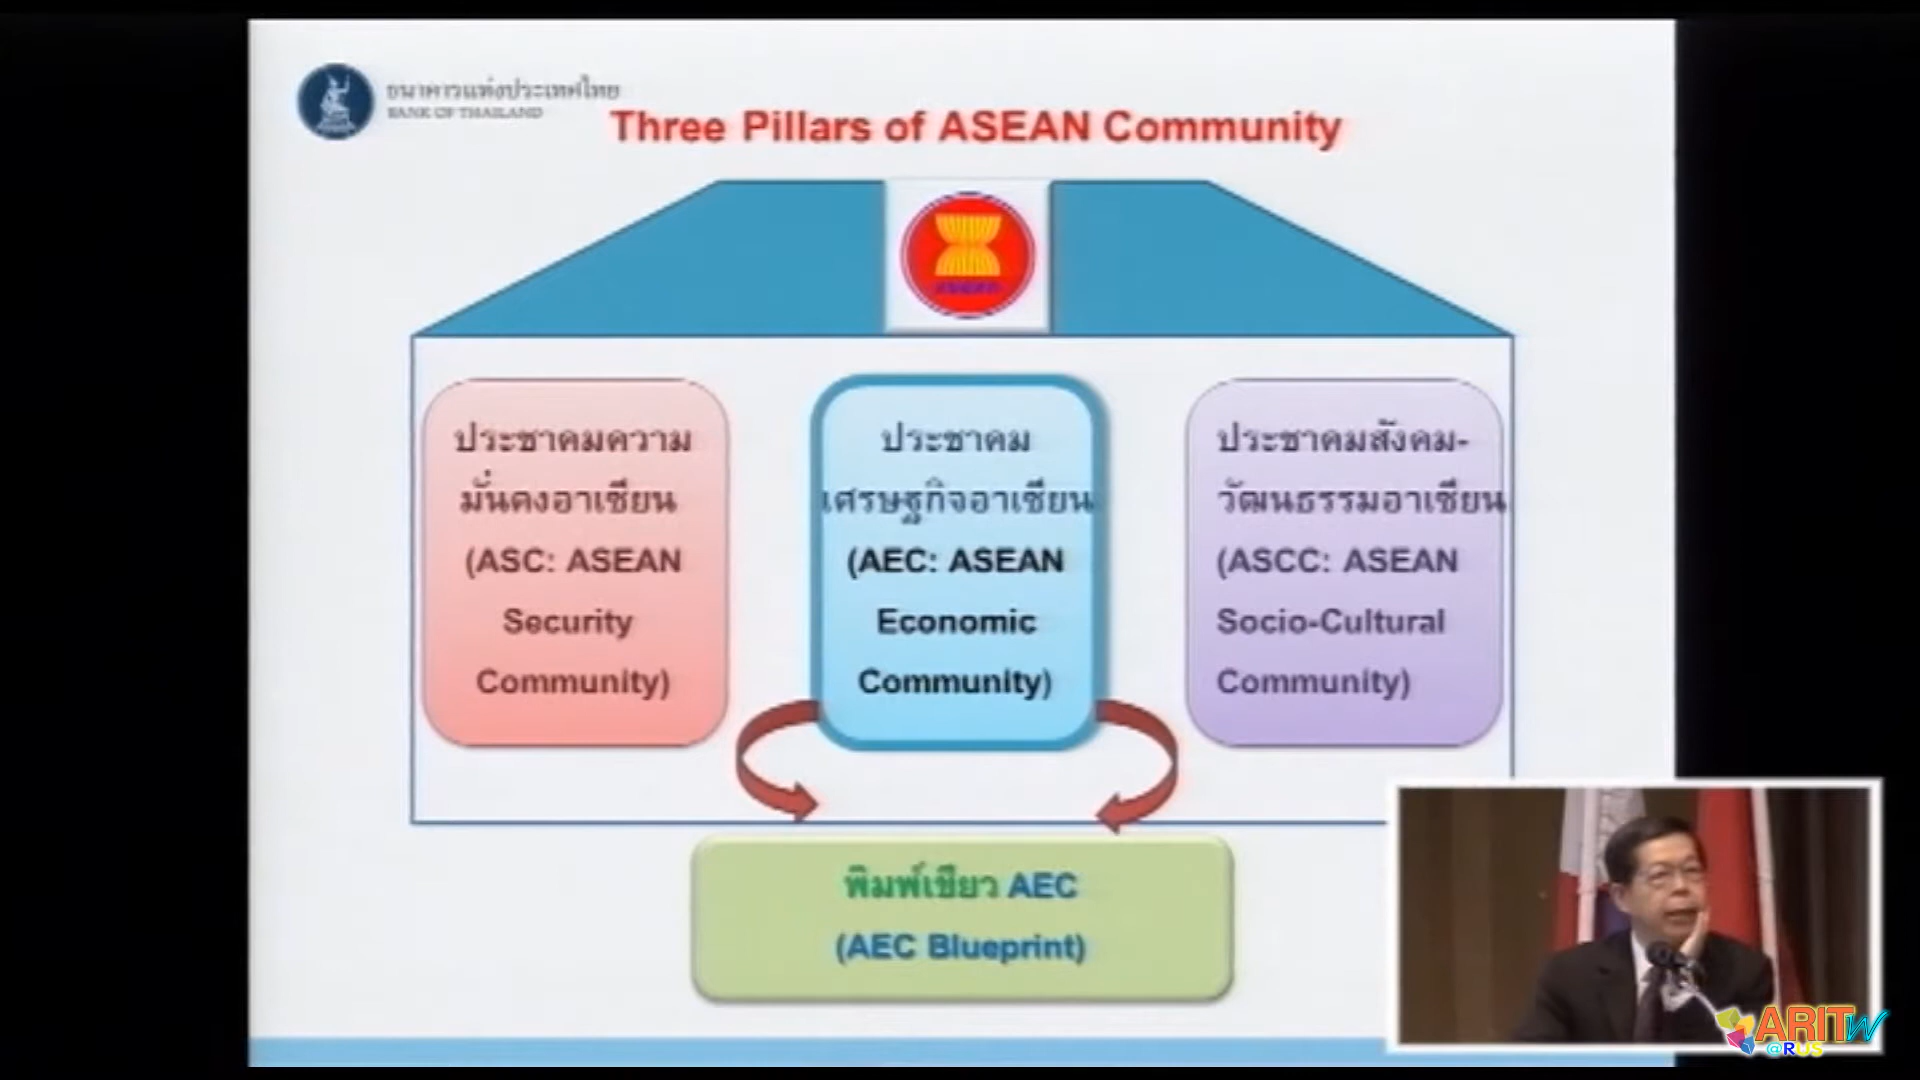 ธนาคารแห่งประเทศไทย
BANK OF THAILAND
Three Pillars of ASEAN Community
ประชาคมความ
มั่นคงอาเซียน
(ASC: ASEAN
Security
Community)
ประชาคม
เศรษฐกิจอาเซียน
(AEC: ASEAN
Economic
Community)
ประชาคมสังคม-
วัฒนธรรมอาเซียน
(ASCC: ASEAN
Socio-Cultural
Community)
พิมพ์เขียว AEC
(AEC Blueprint)
ARITW
@RUS